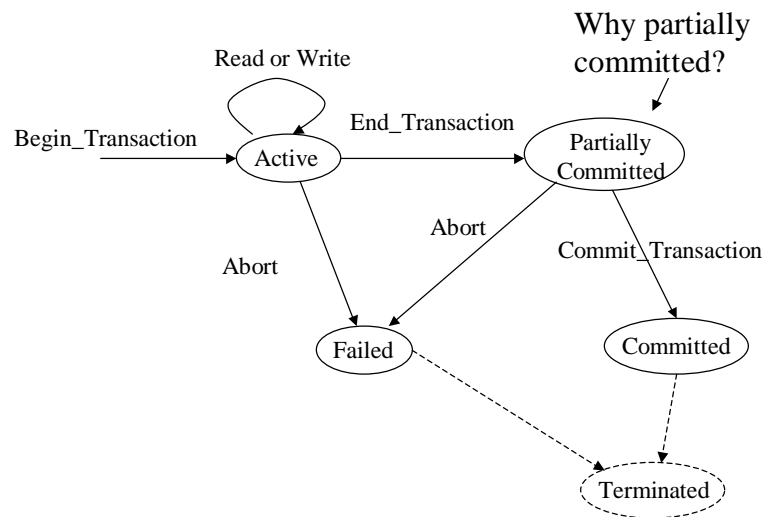 Why partially
committed?
Read or Write
Begin_Transaction
End_Transaction
Active
Partially
Committed
Abort
Abort
Commit_Transaction
Failed
Committed
Terminated